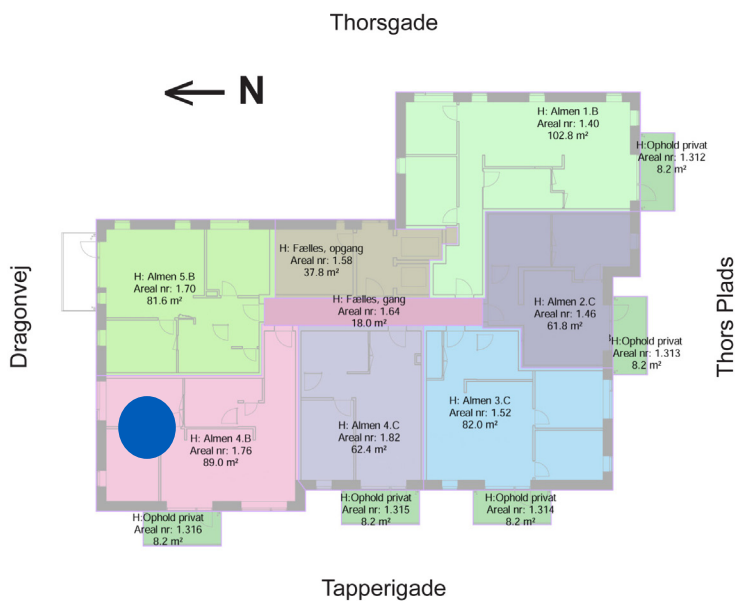 Thorsgade
N
H: Almen 1.B
Areal nr: 1.40
102.8 m²
H:Ophold privat
Areal nr: 1.312
8.2 m²
H: Fælles, opgang
Areal nr: 1.58
37.8 m²
H: Almen 5.B
Areal nr: 1.70
81.6 m²
H: Fælles, gang
Areal nr: 1.64
18.0 m²
H: Almen 2.C
Areal nr: 1.46
61.8 m²
Dragonvej
Thors Plads
H:Ophold privat
Areal nr: 1.313
8.2 m²
H: Almen 3.C
Areal nr: 1.52
82.0 m²
H: Almen 4.C
Areal nr: 1.82
62.4 m²
H: Almen 4.B
Areal nr: 1.76
89.0 m²
H:Ophold privat
Areal nr: 1.315
8.2 m²
H:Ophold privat
Areal nr: 1.314
8.2 m²
H:Ophold privat
Areal nr: 1.316
8.2 m²
Tapperigade